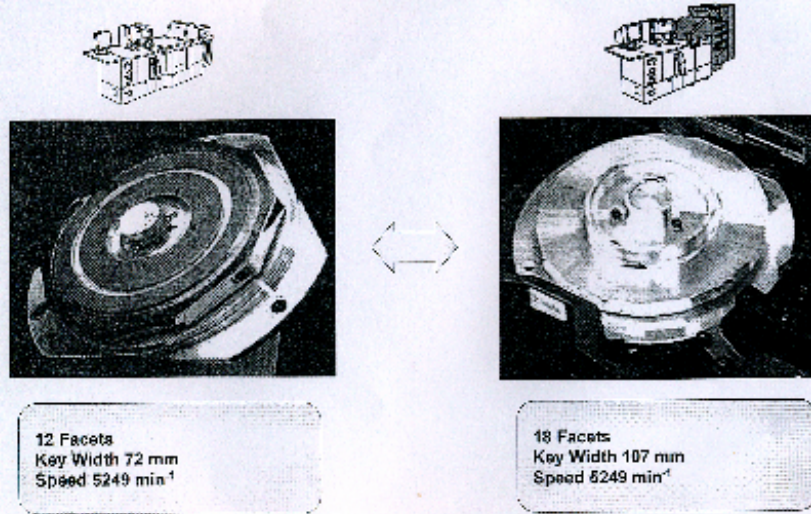 12 Facets
Key Width 72 mm
Speed 5249 min⁻¹
18 Facets
Key Width 107 mm
Speed 5249 min⁻¹